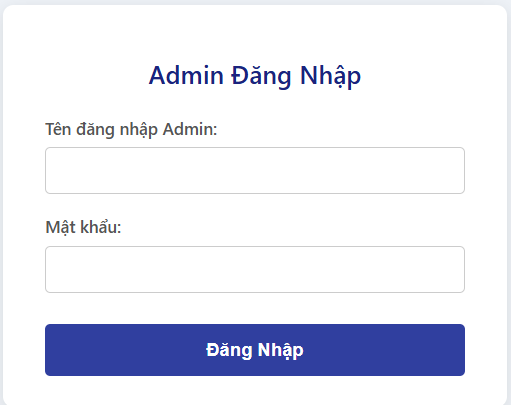 Admin Đăng Nhập
Tên đăng nhập Admin:
Mật khẩu:
Đăng Nhập